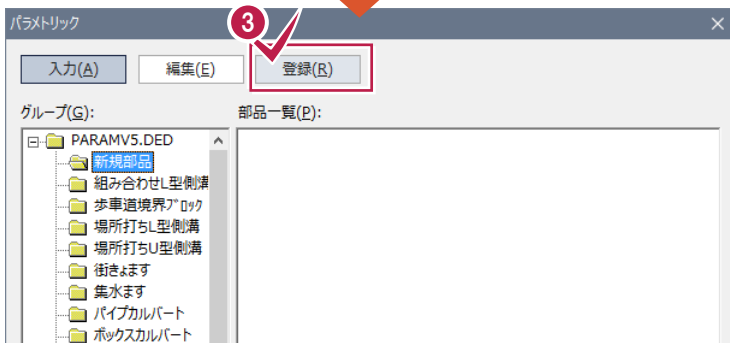 パラメトリック
3
入力(A) 編集(E) 登録(R)
グループ(G): 部品一覧(P):
PARAMV5.DED
新規部品
組み合わせL型側溝
歩車道境界ブロック
場所打ちL型側溝
場所打ちU型側溝
街きょます
集水ます
パイプカルバート
ボックスカルバート